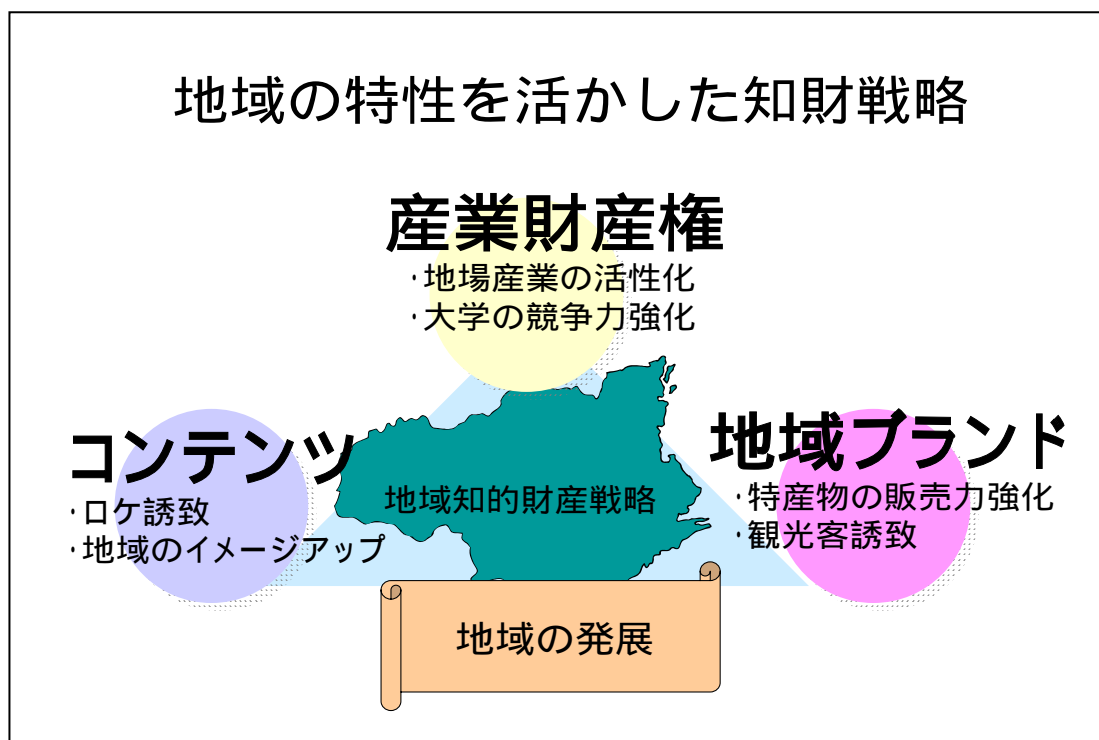 地域の特性を活かした知財戦略
産業財産権
・地場産業の活性化
・大学の競争力強化
コンテンツ
・ロケ誘致
・地域のイメージアップ
地域知的財産戦略
地域ブランド
・特産物の販売力強化
・観光客誘致
地域の発展